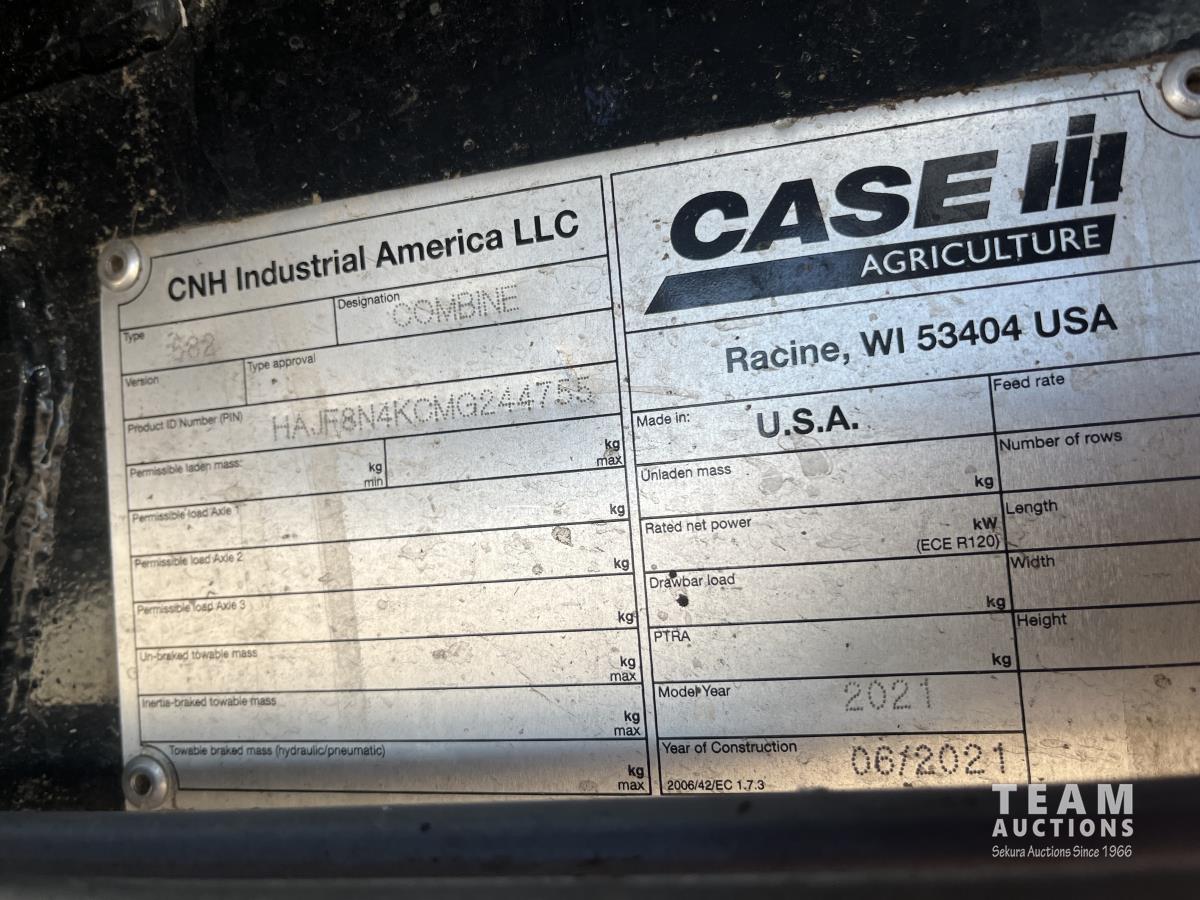 CNH Industrial America LLC
Type
Designation
COMBINE
Version
Type approval
Product ID Number (PIN)
Permissible laden mass:
kg
min
kg
max
Permissible load Axle 1
kg
Permissible load Axle 2
kg
Permissible load Axle 3
kg
Un-braked towable mass
kg
max
Inertia-braked towable mass
kg
max
Towable braked mass (hydraulic/pneumatic)
kg
max
CASE IH
AGRICULTURE
Racine, WI 53404 USA
Made in:
U.S.A.
Feed rate
Unladen mass
kg
Number of rows
Rated net power
kW
(ECE R120)
Length
Drawbar load
kg
Width
PTRA
kg
Height
Model Year
2021
Year of Construction
06/2021
2006/42/EC 1.7.3
TEAM
AUCTIONS
Sekura Auctions Since 1966